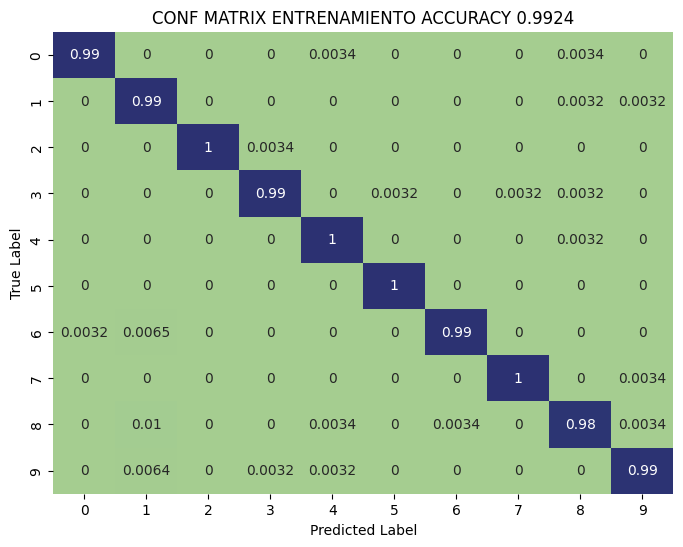 CONF MATRIX ENTRENAMIENTO ACCURACY 0.9924
0 0.99 0 0 0 0.0034 0 0 0 0.0034 0
1 0 0.99 0 0 0 0 0 0 0.0032 0.0032
2 0 0 1 0.0034 0 0 0 0 0 0
3 0 0 0 0.99 0 0.0032 0 0.0032 0.0032 0
4 0 0 0 0 1 0 0 0 0.0032 0
5 0 0 0 0 0 1 0 0 0 0
6 0.0032 0.0065 0 0 0 0 0.99 0 0 0
7 0 0 0 0 0 0 0 1 0 0.0034
8 0 0.01 0 0 0.0034 0 0.0034 0 0.98 0.0034
9 0 0.0064 0 0.0032 0.0032 0 0 0 0 0.99
0 1 2 3 4 5 6 7 8 9
True Label
Predicted Label